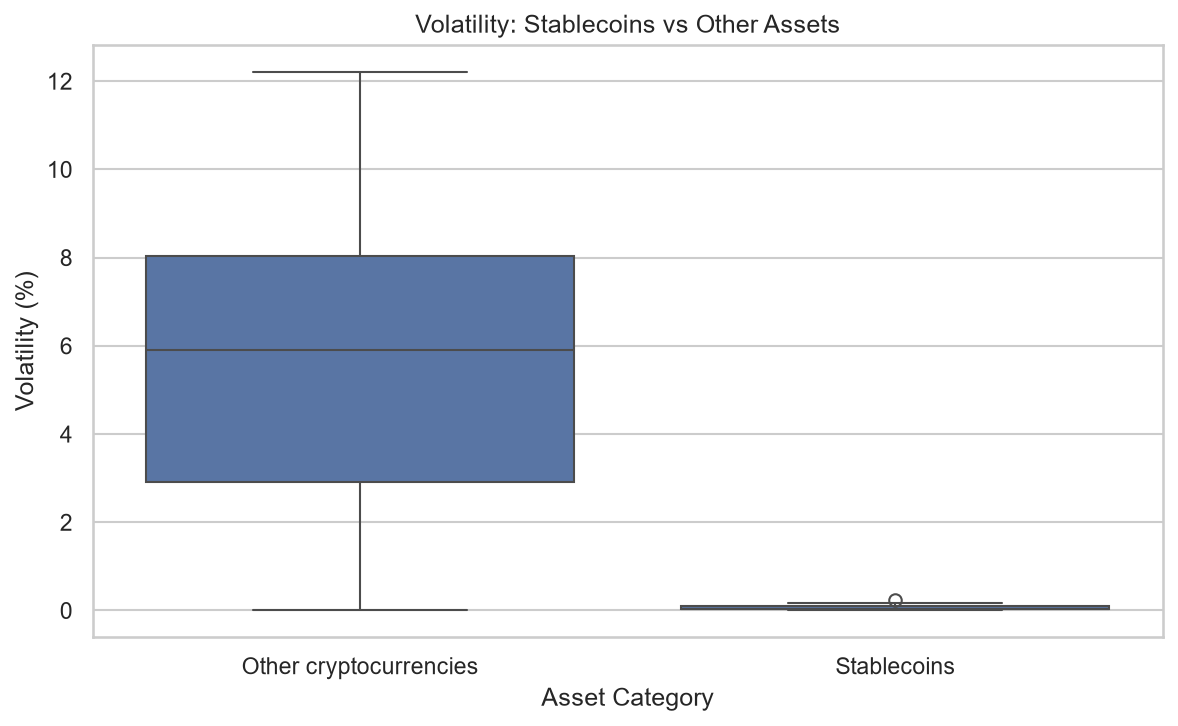 Volatility: Stablecoins vs Other Assets
Volatility (%)
12
10
8
6
4
2
0
Other cryptocurrencies
Stablecoins
Asset Category